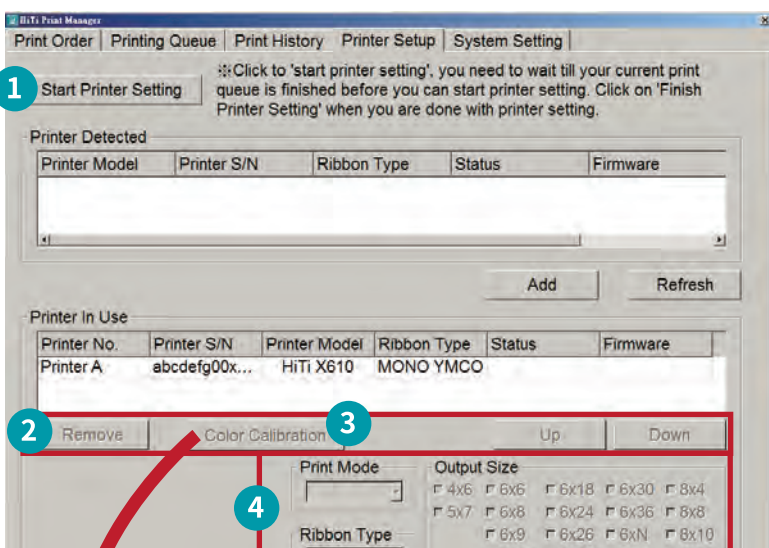 HiTi Print Manager
Print Order Printing Queue Print History Printer Setup System Setting
1 Start Printer Setting
※Click to 'start printer setting', you need to wait till your current print
queue is finished before you can start printer setting. Click on 'Finish
Printer Setting' when you are done with printer setting.
Printer Detected
Printer Model Printer S/N Ribbon Type Status Firmware
Add Refresh
Printer In Use
Printer No. Printer S/N Printer Model Ribbon Type Status Firmware
Printer A abcdefg00x... HiTi X610 MONO YMCO
2 Remove Color Calibration 3 Up Down
4
Print Mode Output Size
4x6 6x6 6x18 6x30 8x4
5x7 6x8 6x24 6x36 8x8
Ribbon Type 6x9 6x26 6xN 8x10